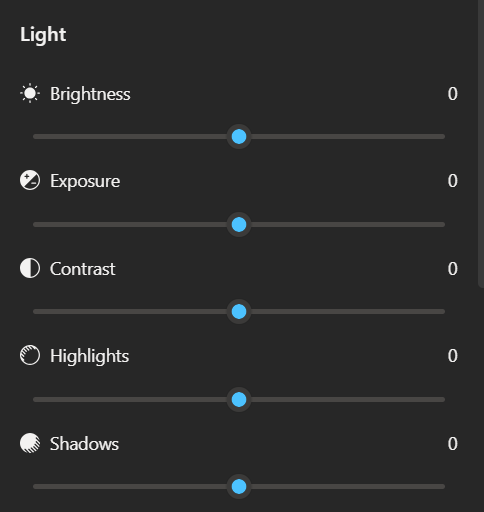 Light
Brightness 0
Exposure 0
Contrast 0
Highlights 0
Shadows 0